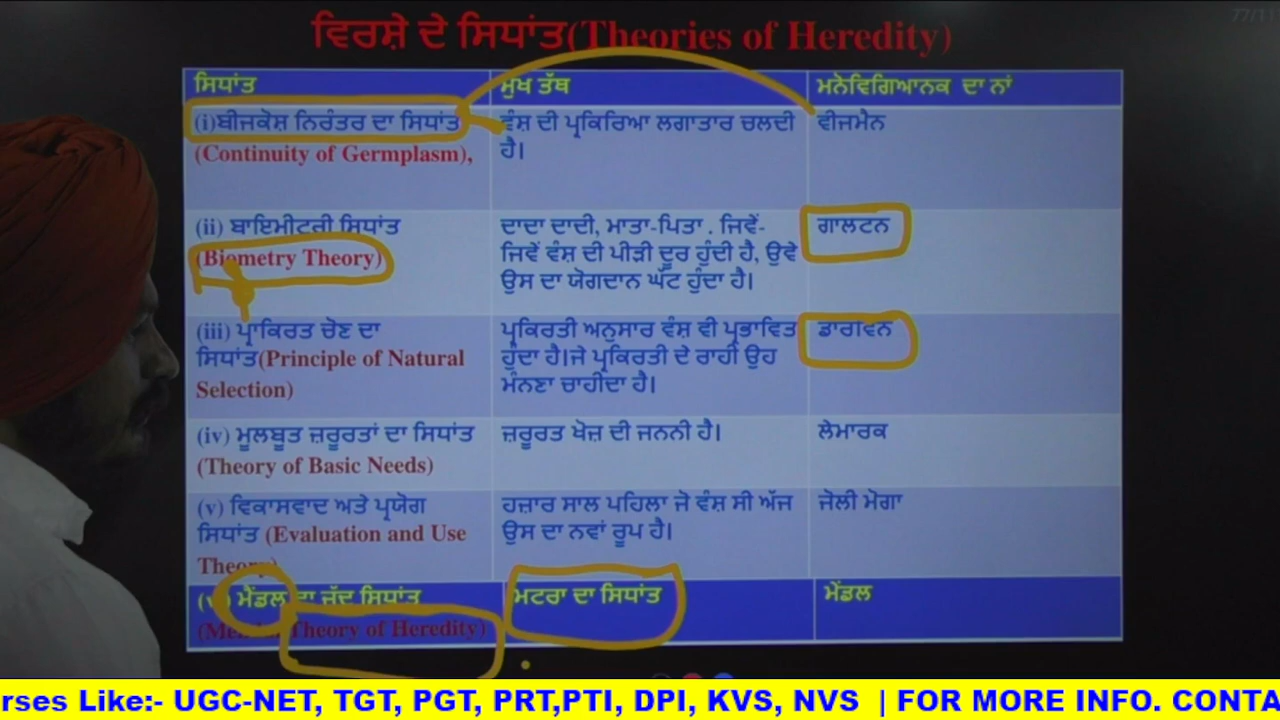 ਵਿਰਸ਼ੇ ਦੇ ਸਿਧਾਂਤ(Theories of Heredity)
ਸਿਧਾਂਤ ਮੁਖ ਤੱਥ ਮਨੋਵਿਗਿਆਨਕ ਦਾ ਨਾਂ
(i)ਬੀਜਕੋਸ਼ ਨਿਰੰਤਰ ਦਾ ਸਿਧਾਂਤ
(Continuity of Germplasm),
ਵੰਸ਼ ਦੀ ਪ੍ਰਕਿਰਿਆ ਲਗਾਤਾਰ ਚਲਦੀ
ਹੈ।
ਵੀਜਮੈਨ
(ii) ਬਾਇਮੀਟਰੀ ਸਿਧਾਂਤ
(Biometry Theory)
ਦਾਦਾ ਦਾਦੀ, ਮਾਤਾ-ਪਿਤਾ . ਜਿਵੇਂ-
ਜਿਵੇਂ ਵੰਸ਼ ਦੀ ਪੀੜੀ ਦੂਰ ਹੁੰਦੀ ਹੈ, ਉਵੇ
ਉਸ ਦਾ ਯੋਗਦਾਨ ਘੱਟ ਹੁੰਦਾ ਹੈ।
ਗਾਲਟਨ
(iii) ਪ੍ਰਾਕਿਰਤ ਚੋਣ ਦਾ
ਸਿਧਾਂਤ(Principle of Natural
Selection)
ਪ੍ਰਕਿਰਤੀ ਅਨੁਸਾਰ ਵੰਸ਼ ਵੀ ਪ੍ਰਭਾਵਿਤ
ਹੁੰਦਾ ਹੈ।ਜੇ ਪ੍ਰਕਿਰਤੀ ਦੇ ਰਾਹੀ ਉਹ
ਮੰਨਣਾ ਚਾਹੀਦਾ ਹੈ।
ਡਾਰਵਿਨ
(iv) ਮੂਲਭੂਤ ਜ਼ਰੂਰਤਾਂ ਦਾ ਸਿਧਾਂਤ
(Theory of Basic Needs)
ਜ਼ਰੂਰਤ ਖੋਜ਼ ਦੀ ਜਨਨੀ ਹੈ।
ਲੇਮਾਰਕ
(v) ਵਿਕਾਸਵਾਦ ਅਤੇ ਪ੍ਰਯੋਗ
ਸਿਧਾਂਤ (Evaluation and Use
Theory)
ਹਜ਼ਾਰ ਸਾਲ ਪਹਿਲਾ ਜੋ ਵੰਸ਼ ਸੀ ਅੱਜ
ਉਸ ਦਾ ਨਵਾਂ ਰੂਪ ਹੈ।
ਜੋਲੀ ਮੋਗਾ
ਮੈਂਡਲ ਦਾ ਜੱਦ ਸਿਧਾਂਤ
Theory of Heredity)
ਮਟਰਾ ਦਾ ਸਿਧਾਂਤ
ਮੇਂਡਲ
rses Like:- UGC-NET, TGT, PGT, PRT,PTI, DPI, KVS, NVS | FOR MORE INFO. CONTA